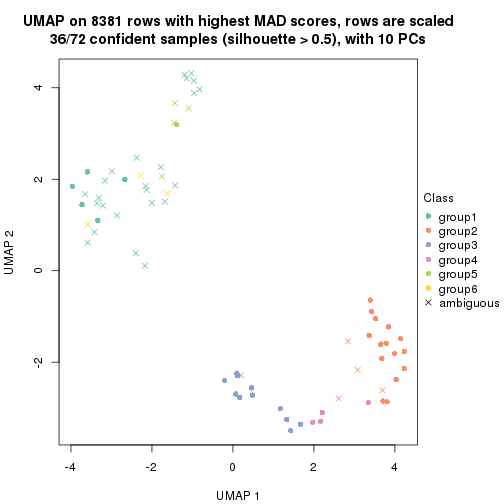 UMAP on 8381 rows with highest MAD scores, rows are scaled
36/72 confident samples (silhouette > 0.5), with 10 PCs
4
2
0
-2
UMAP 2
-4
-2
0
2
4
UMAP 1
Class
group1
group2
group3
group4
group5
group6
ambiguous